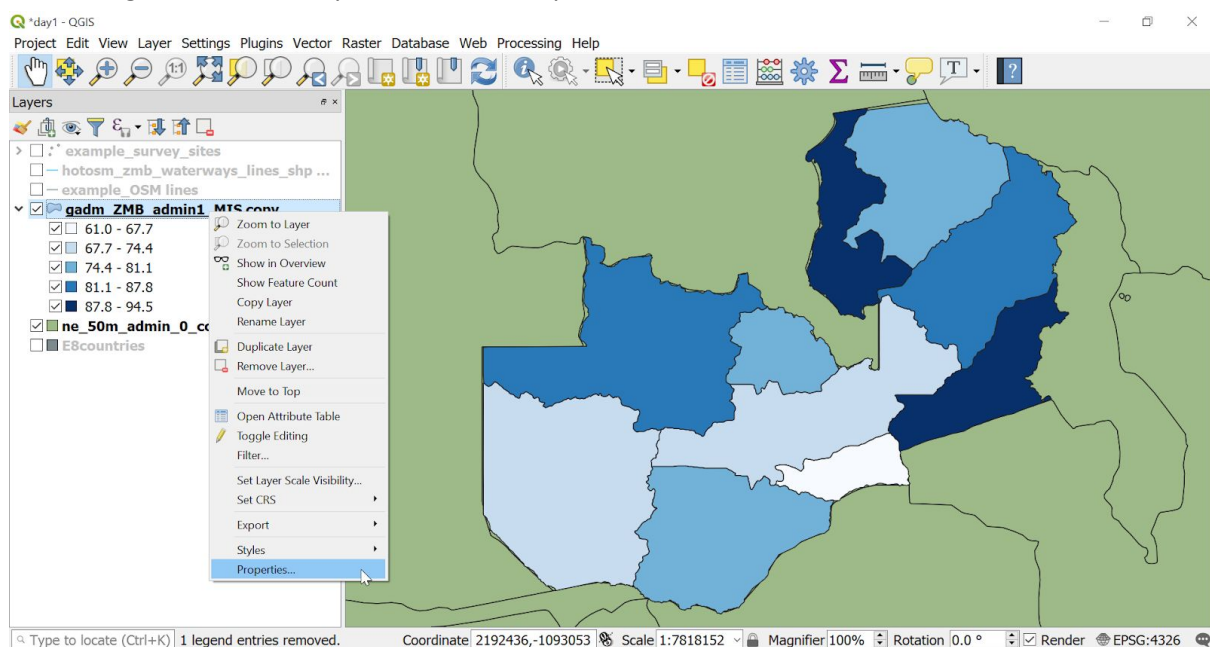 *day1 - QGIS
Project Edit View Layer Settings Plugins Vector Raster Database Web Processing Help
1:1
Σ
T
?
Layers
example_survey_sites
hotosm_zmb_waterways_lines_shp ...
example_OSM lines
gadm_ZMB_admin1_MIS copy
61.0 - 67.7
67.7 - 74.4
74.4 - 81.1
81.1 - 87.8
87.8 - 94.5
ne_50m_admin_0_co
E8countries
Zoom to Layer
Zoom to Selection
Show in Overview
Show Feature Count
Copy Layer
Rename Layer
Duplicate Layer
Remove Layer...
Move to Top
Open Attribute Table
Toggle Editing
Filter...
Set Layer Scale Visibility...
Set CRS
Export
Styles
Properties...
Type to locate (Ctrl+K) 1 legend entries removed. Coordinate 2192436,-1093053 Scale 1:7818152 Magnifier 100% Rotation 0.0 ° Render EPSG:4326